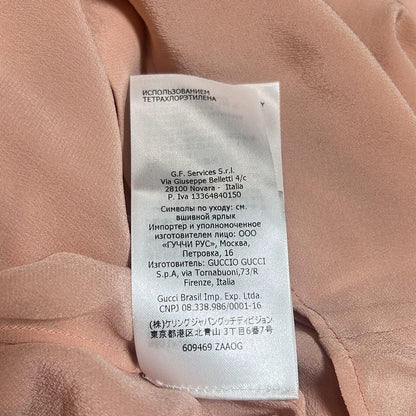 ИСПОЛЬЗОВАНИЕМ
ТЕТРАХЛОРЭТИЛЕНА
G.F. Services S.r.l.
Via Giuseppe Belletti 4/c
28100 Novara - Italia
P. Iva 13364840150
Символы по уходу: см.
вшивной ярлык
Импортер и уполномоченное
изготовителем лицо: ООО
«ГУЧЧИ РУС», Москва,
Петровка, 16
Изготовитель: GUCCIO GUCCI
S.p.A, via Tornabuoni,73/R
Firenze, Italia
Gucci Brasil Imp. Exp. Ltda.
CNPJ 08.338.986/0001-16
(株)ケリングジャパングッチディビジョン
東京都港区北青山 3丁目6番7号
609469 ZAAOG